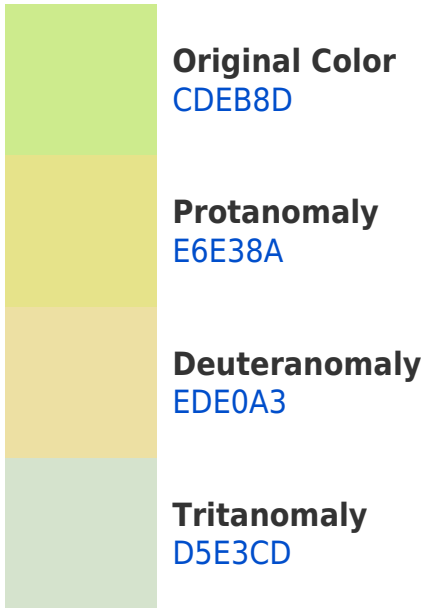 Original Color
CDEB8D
Protanomaly
E6E38A
Deuteranomaly
EDE0A3
Tritanomaly
D5E3CD